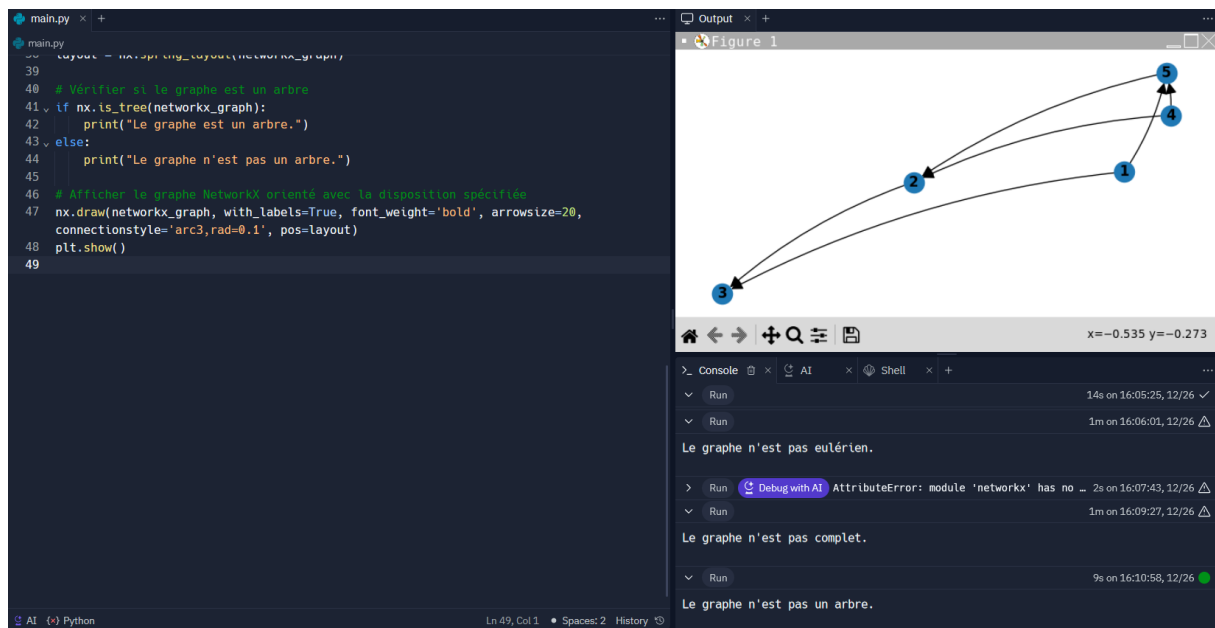 main.py × +
main.py
38 layout = nx.spring_layout(networkx_graph)
39
40 # Vérifier si le graphe est un arbre
41 if nx.is_tree(networkx_graph):
42 print("Le graphe est un arbre.")
43 else:
44 print("Le graphe n'est pas un arbre.")
45
46 # Afficher le graphe NetworkX orienté avec la disposition spécifiée
47 nx.draw(networkx_graph, with_labels=True, font_weight='bold', arrowsize=20,
connectionstyle='arc3,rad=0.1', pos=layout)
48 plt.show()
49
AI {×} Python
Ln 49, Col 1 • Spaces: 2 History
Output × +
Figure 1
5
4
1
2
3
x=−0.535 y=−0.273
>_ Console × AI × Shell × +
Run 14s on 16:05:25, 12/26
Run 1m on 16:06:01, 12/26
Le graphe n'est pas eulérien.
Run Debug with AI AttributeError: module 'networkx' has no … 2s on 16:07:43, 12/26
Run 1m on 16:09:27, 12/26
Le graphe n'est pas complet.
Run 9s on 16:10:58, 12/26
Le graphe n'est pas un arbre.